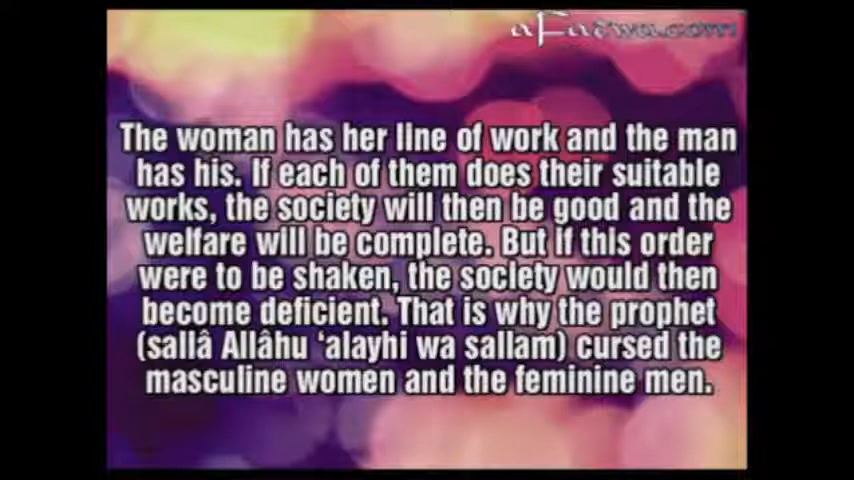 aFatwa.com
The woman has her line of work and the man
has his. If each of them does their suitable
works, the society will then be good and the
welfare will be complete. But if this order
were to be shaken, the society would then
become deficient. That is why the prophet
(sallâ Allâhu ‘alayhi wa sallam) cursed the
masculine women and the feminine men.